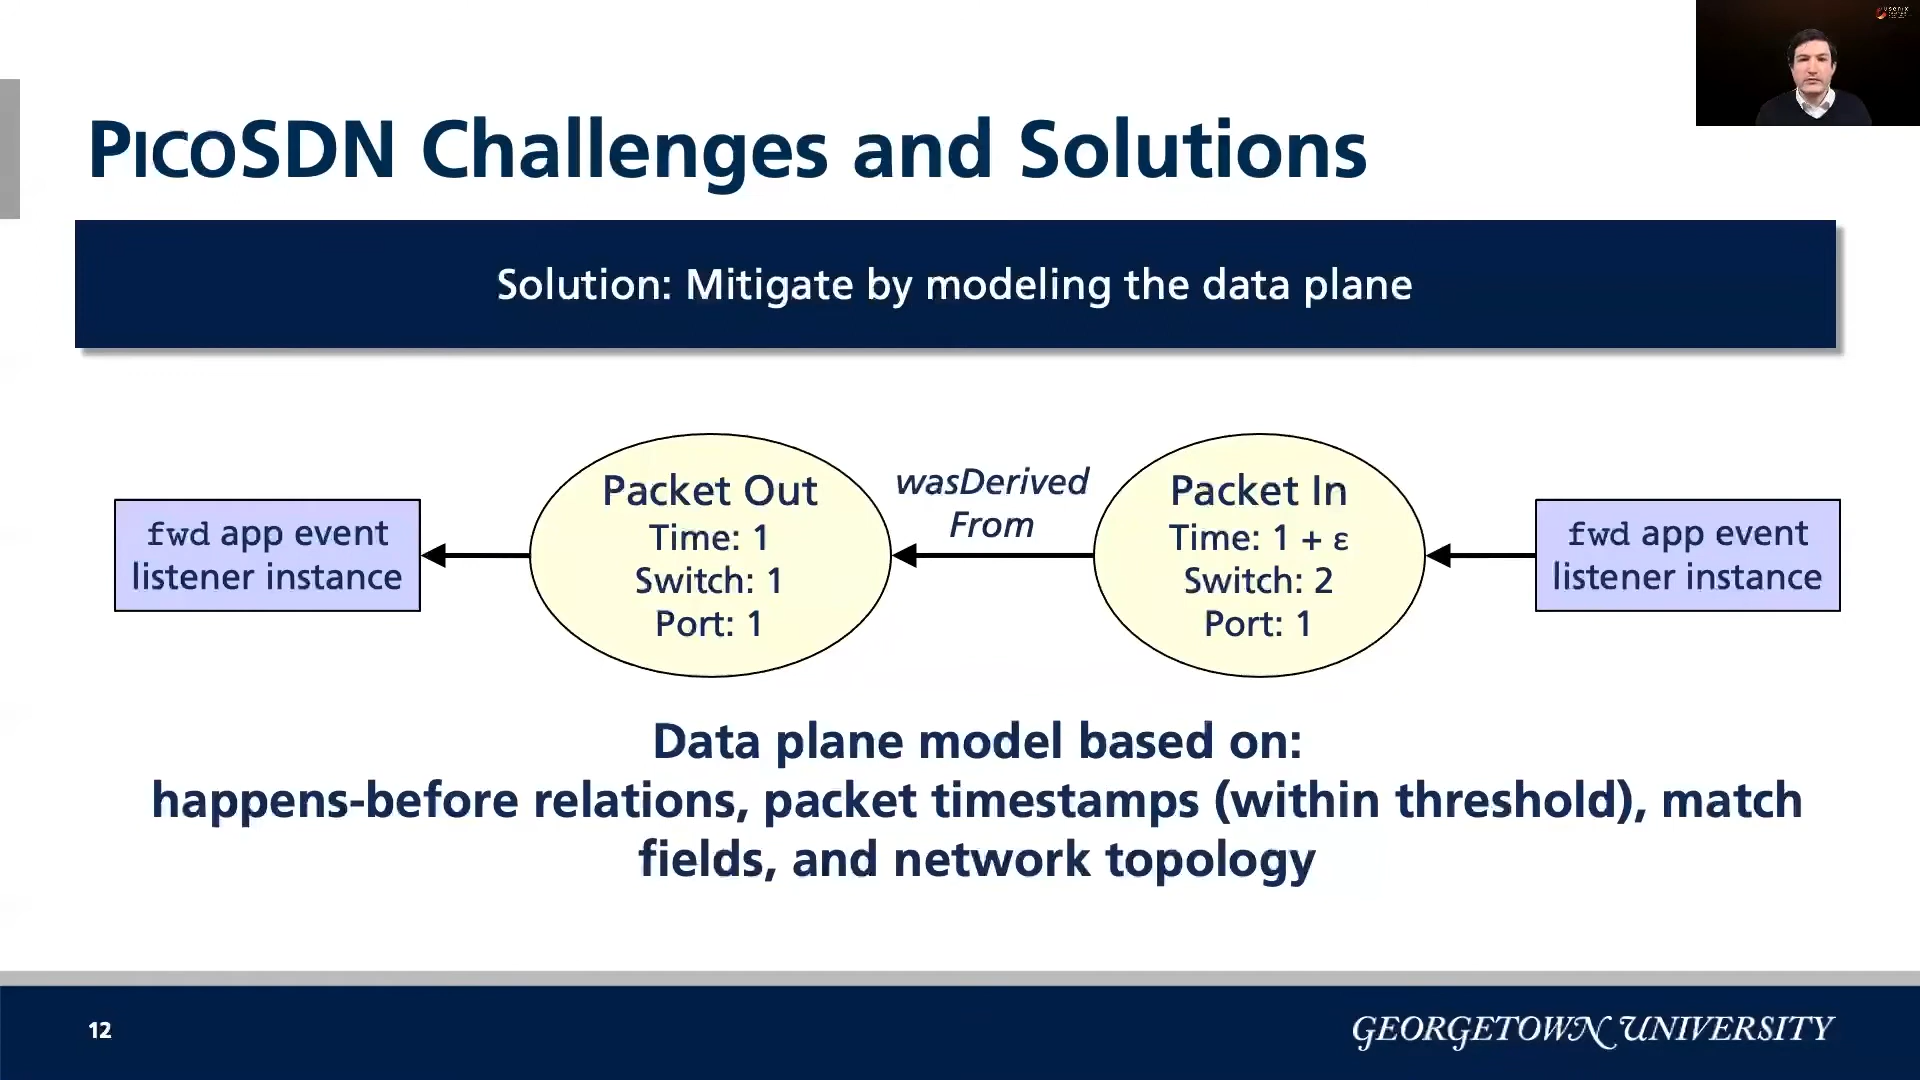 PICOSDN Challenges and Solutions
Solution: Mitigate by modeling the data plane
fwd app event
listener instance
Packet Out
Time: 1
Switch: 1
Port: 1
wasDerived
From
Packet In
Time: 1 + ε
Switch: 2
Port: 1
fwd app event
listener instance
Data plane model based on:
happens-before relations, packet timestamps (within threshold), match
fields, and network topology
12
GEORGETOWN UNIVERSITY
usenix